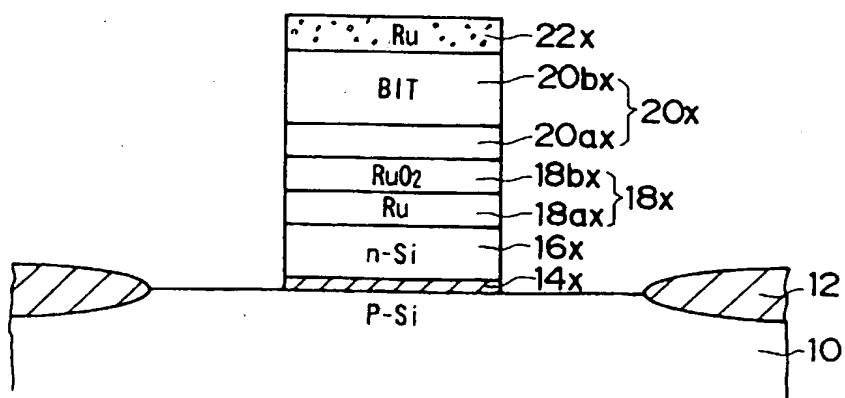 Ru 22x
BIT 20bx
20x
20ax
RuO₂ 18bx
18x
Ru 18ax
n-Si 16x
14x
P-Si
12
10